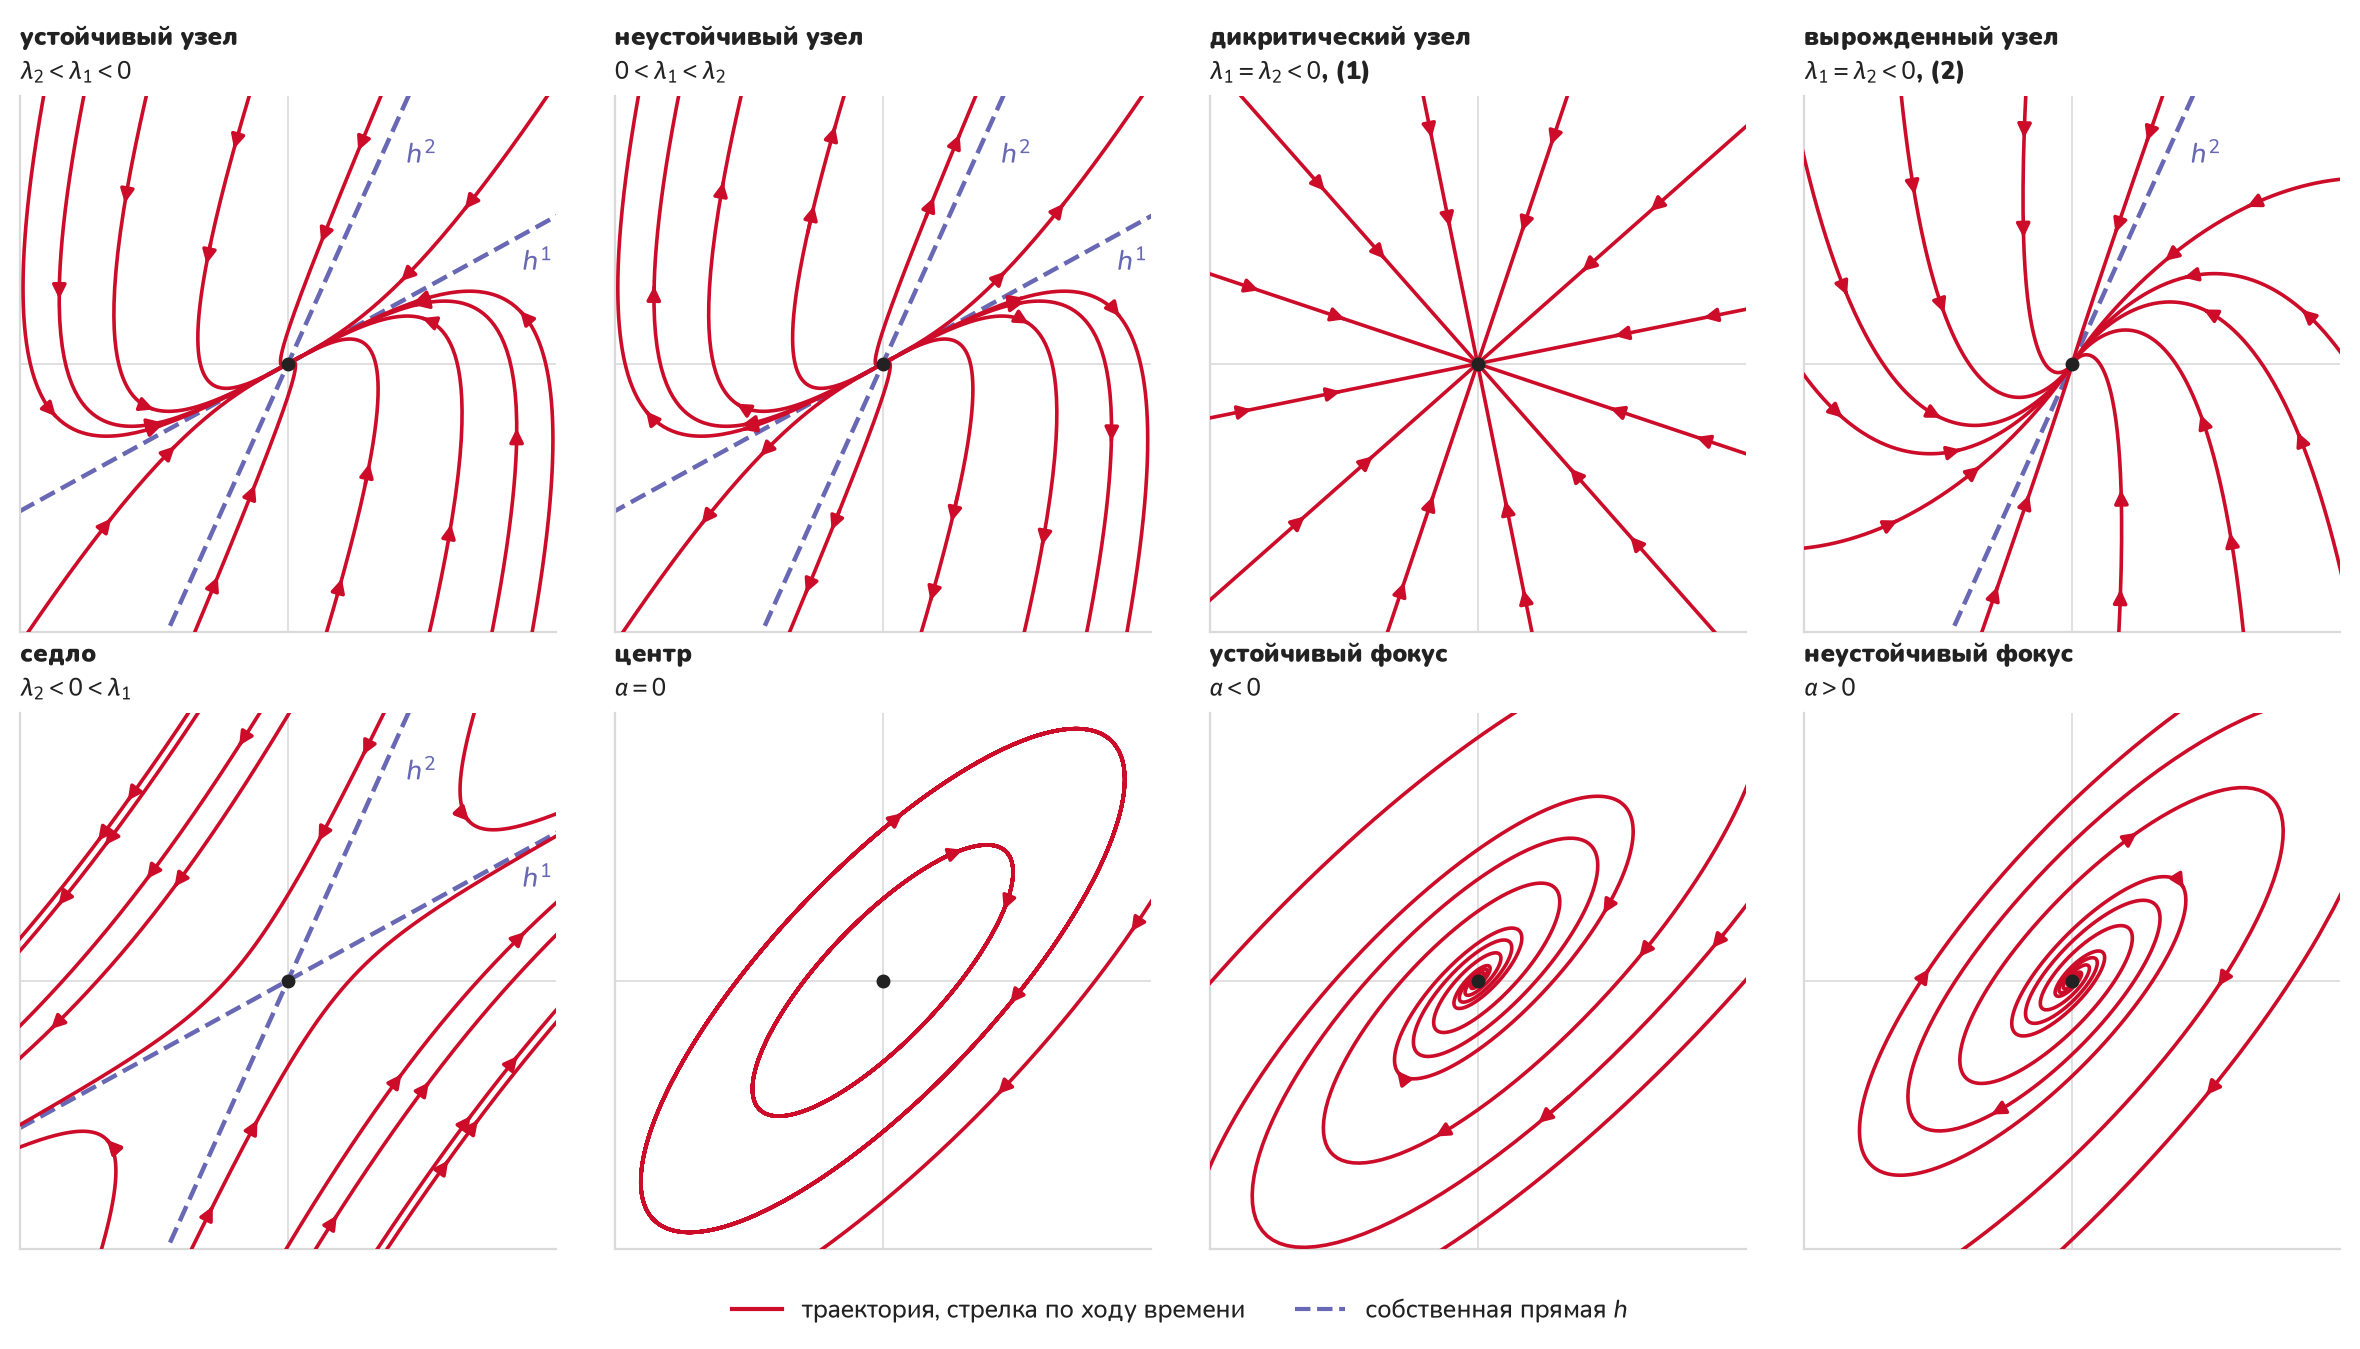 устойчивый узел
λ₂ < λ₁ < 0
h²
h¹
неустойчивый узел
0 < λ₁ < λ₂
h²
h¹
дикритический узел
λ₁ = λ₂ < 0, (1)
вырожденный узел
λ₁ = λ₂ < 0, (2)
h²
седло
λ₂ < 0 < λ₁
h²
h¹
центр
α = 0
устойчивый фокус
α < 0
неустойчивый фокус
α > 0
траектория, стрелка по ходу времени
собственная прямая h